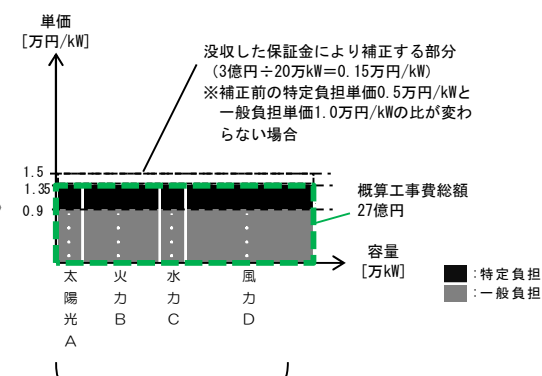 単価
[万円/kW]
没収した保証金により補正する部分
（3億円÷20万kW＝0.15万円/kW）
※補正前の特定負担単価0.5万円/kWと
一般負担単価1.0万円/kWの比が変わ
らない場合
1.5
1.35
0.9
概算工事費総額
27億円
容量
[万kW]
太陽光A
火力B
水力C
風力D
：特定負担
：一般負担